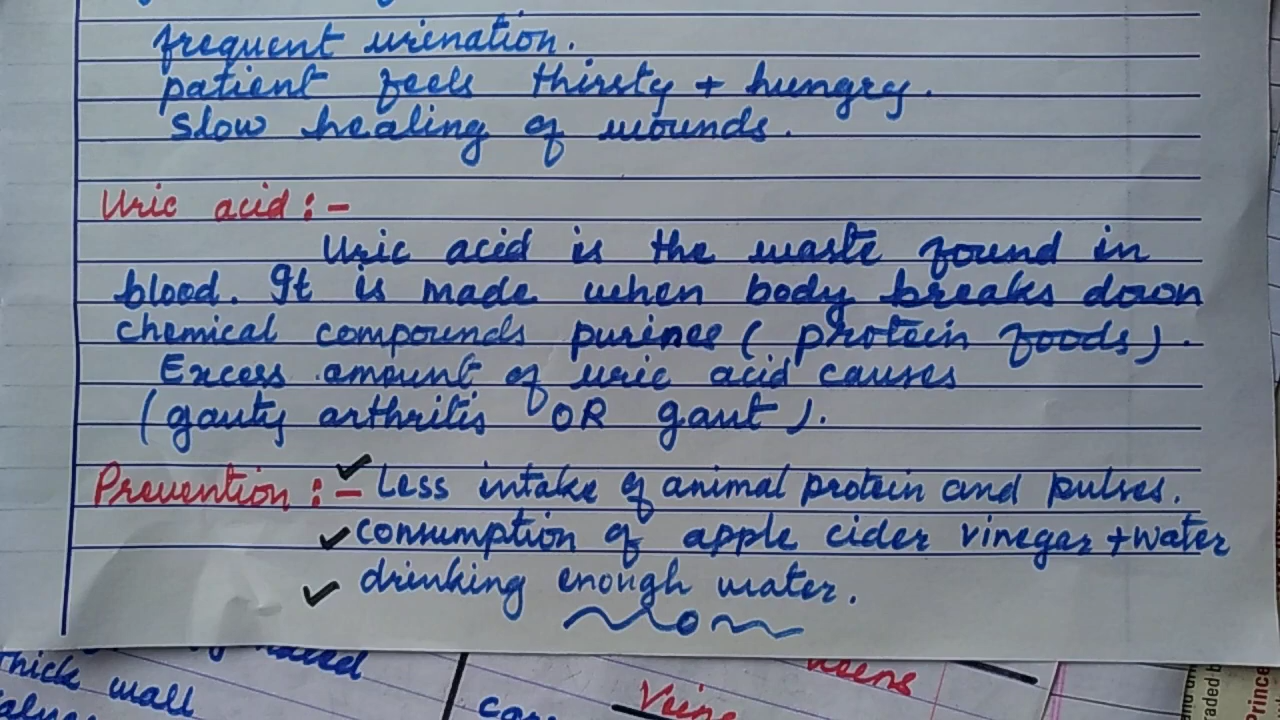 frequent urination.
patient feels thirsty + hungry.
Slow healing of wounds.
Uric acid :-
Uric acid is the waste found in
blood. It is made when body breaks down
chemical compounds purines ( protein foods).
Excess amount of uric acid causes
(gauty arthritis OR gaut ).
Prevention :- ✓ Less intake of animal protein and pulses.
✓ consumption of apple cider vinegar + water
✓ drinking enough water.
thick wall
Princ